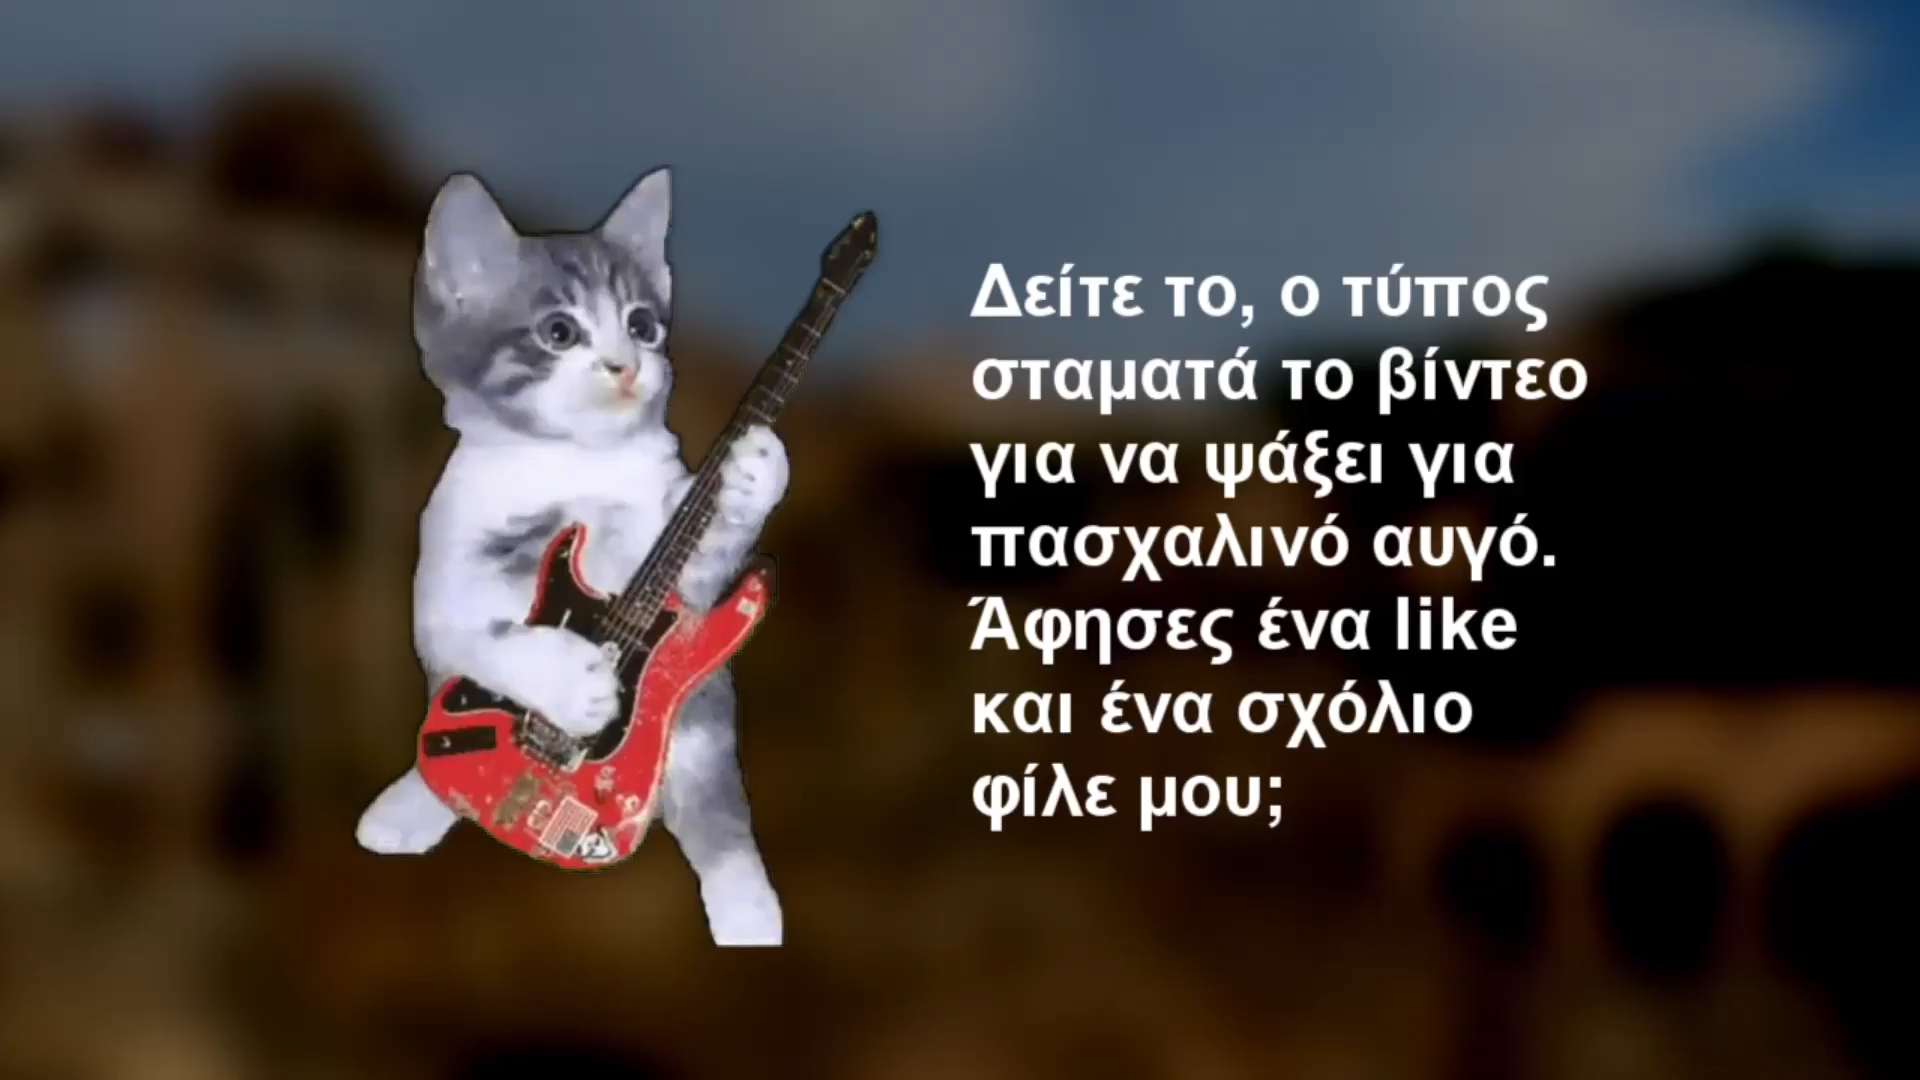 Δείτε το, ο τύπος
σταματά το βίντεο
για να ψάξει για
πασχαλινό αυγό.
Άφησες ένα like
και ένα σχόλιο
φίλε μου;